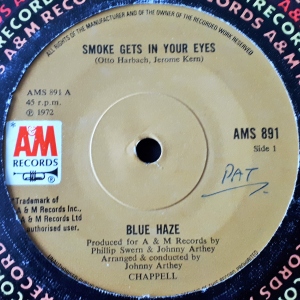 A&M RECORDS
ALL RIGHTS OF THE MANUFACTURER AND OF THE OWNER OF THE RECORDED WORK RESERVED
SMOKE GETS IN YOUR EYES
(Otto Harbach, Jerome Kern)
AMS 891 A
45 r.p.m.
Ⓟ 1972
AMS 891
Side 1
A&M
RECORDS
PAT
Trademark of
A & M Records Inc.,
A & M Records Ltd
authorised user.
BLUE HAZE
Produced for A & M Records by
Phillip Swern & Johnny Arthey
Arranged & conducted by
Johnny Arthey
CHAPPELL